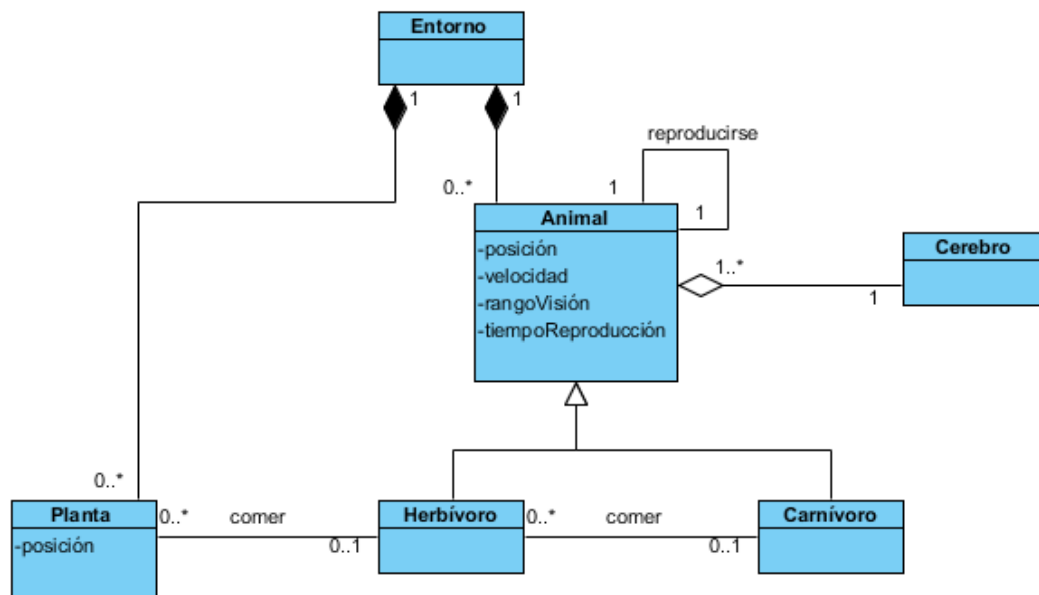 Entorno
1
1
reproducirse
0..*
1
1
Animal
-posición
-velocidad
-rangoVisión
-tiempoReproducción
1..*
1
Cerebro
0..*
Planta
-posición
0..*
comer
0..1
Herbívoro
0..*
comer
0..1
Carnívoro